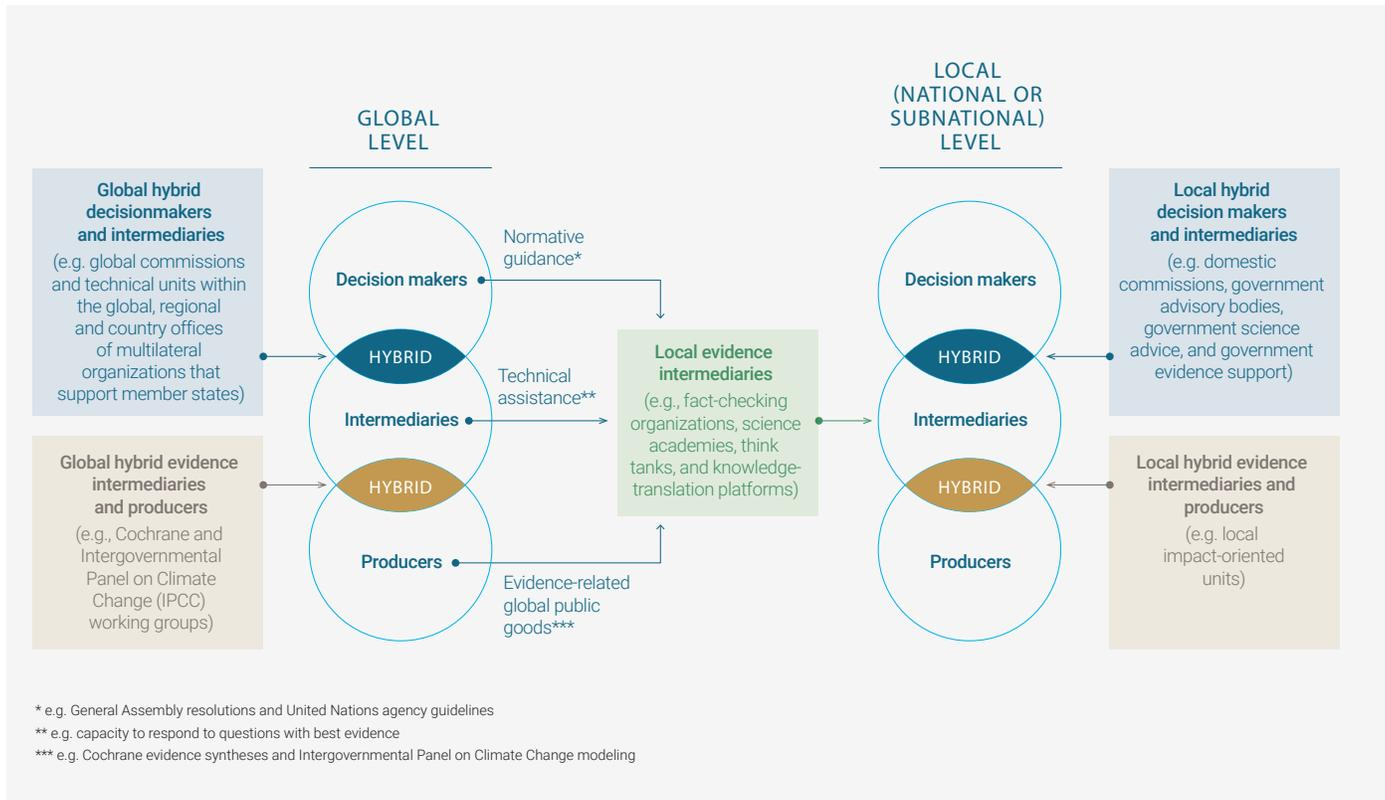 GLOBAL
LEVEL
LOCAL
(NATIONAL OR
SUBNATIONAL)
LEVEL
Global hybrid
decisionmakers
and intermediaries
(e.g. global commissions
and technical units within
the global, regional
and country offices
of multilateral
organizations that
support member states)
Global hybrid evidence
intermediaries
and producers
(e.g., Cochrane and
Intergovernmental
Panel on Climate
Change (IPCC)
working groups)
Decision makers
HYBRID
Intermediaries
HYBRID
Producers
Normative
guidance*
Technical
assistance**
Evidence-related
global public
goods***
Local evidence
intermediaries
(e.g., fact-checking
organizations, science
academies, think
tanks, and knowledge-
translation platforms)
Decision makers
HYBRID
Intermediaries
HYBRID
Producers
Local hybrid
decision makers
and intermediaries
(e.g. domestic
commissions, government
advisory bodies,
government science
advice, and government
evidence support)
Local hybrid evidence
intermediaries and
producers
(e.g. local
impact-oriented
units)
* e.g. General Assembly resolutions and United Nations agency guidelines
** e.g. capacity to respond to questions with best evidence
*** e.g. Cochrane evidence syntheses and Intergovernmental Panel on Climate Change modeling